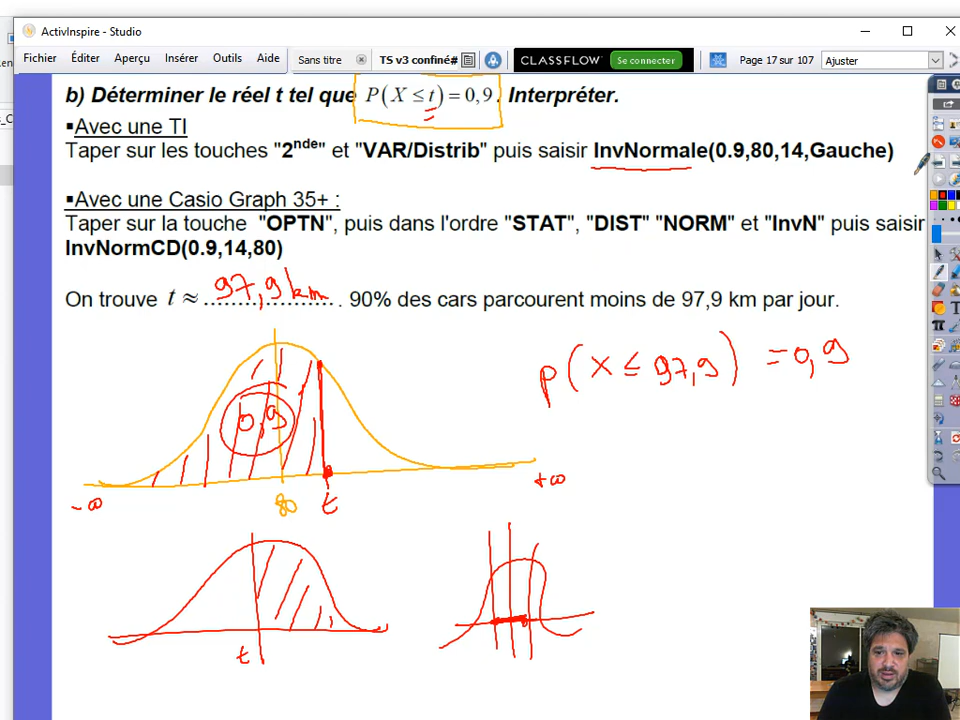 ActivInspire - Studio
Fichier Éditer Aperçu Insérer Outils Aide Sans titre TS v3 confiné# CLASSFLOW Se connecter Page 17 sur 107 Ajuster
b) Déterminer le réel t tel que P(X ≤ t) = 0,9. Interpréter.
▪Avec une TI
Taper sur les touches "2nde" et "VAR/Distrib" puis saisir InvNormale(0.9,80,14,Gauche)
▪Avec une Casio Graph 35+ :
Taper sur la touche "OPTN", puis dans l'ordre "STAT", "DIST" "NORM" et "InvN" puis saisir
InvNormCD(0.9,14,80)
On trouve t ≈ 97,9 km. 90% des cars parcourent moins de 97,9 km par jour.
p(X ≤ 97,9) = 0,9
0,9
-∞ 80 t +∞
t